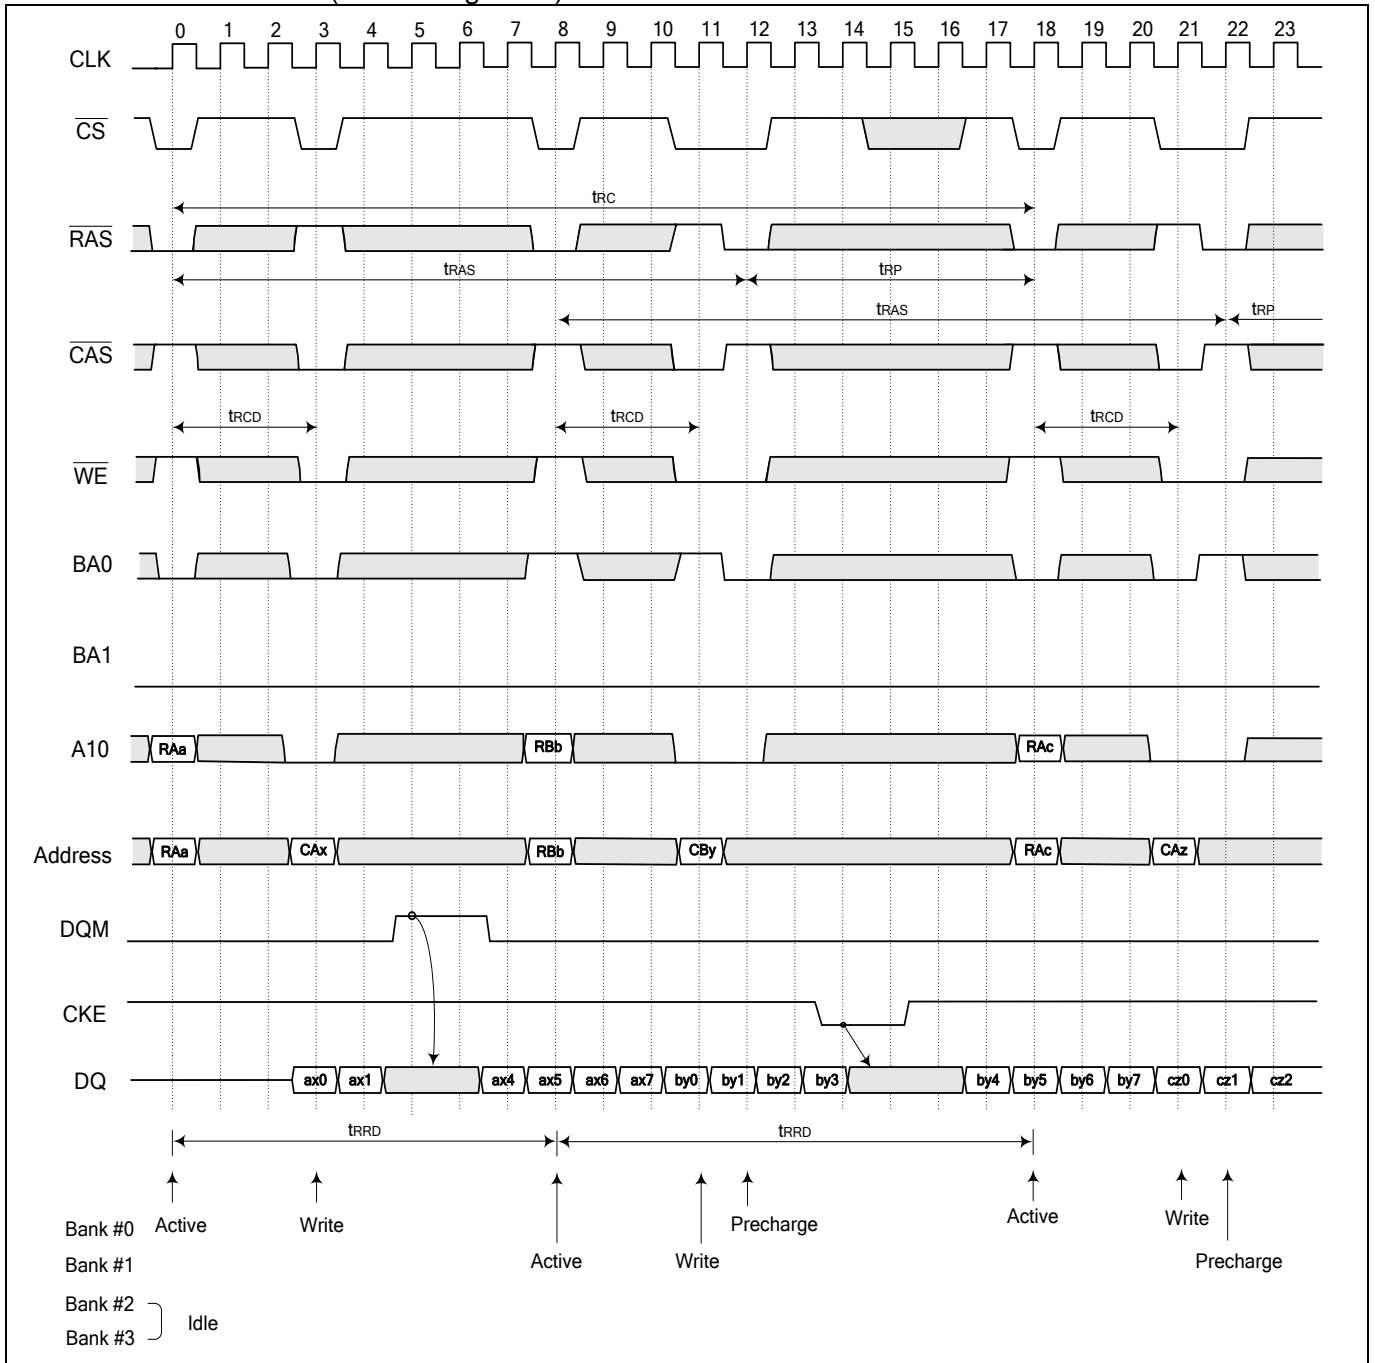 0 1 2 3 4 5 6 7 8 9 10 11 12 13 14 15 16 17 18 19 20 21 22 23
CLK
CS
tRC
RAS
tRAS tRP
tRAS tRP
CAS
tRCD tRCD tRCD
WE
BA0
BA1
A10 RAa RBb RAc
Address RAa CAx RBb CBy RAc CAz
DQM
CKE
DQ ax0 ax1 ax4 ax5 ax6 ax7 by0 by1 by2 by3 by4 by5 by6 by7 cz0 cz1 cz2
tRRD tRRD
Bank #0 Active Write Precharge Active Write
Bank #1 Active Write Precharge
Bank #2
Idle
Bank #3